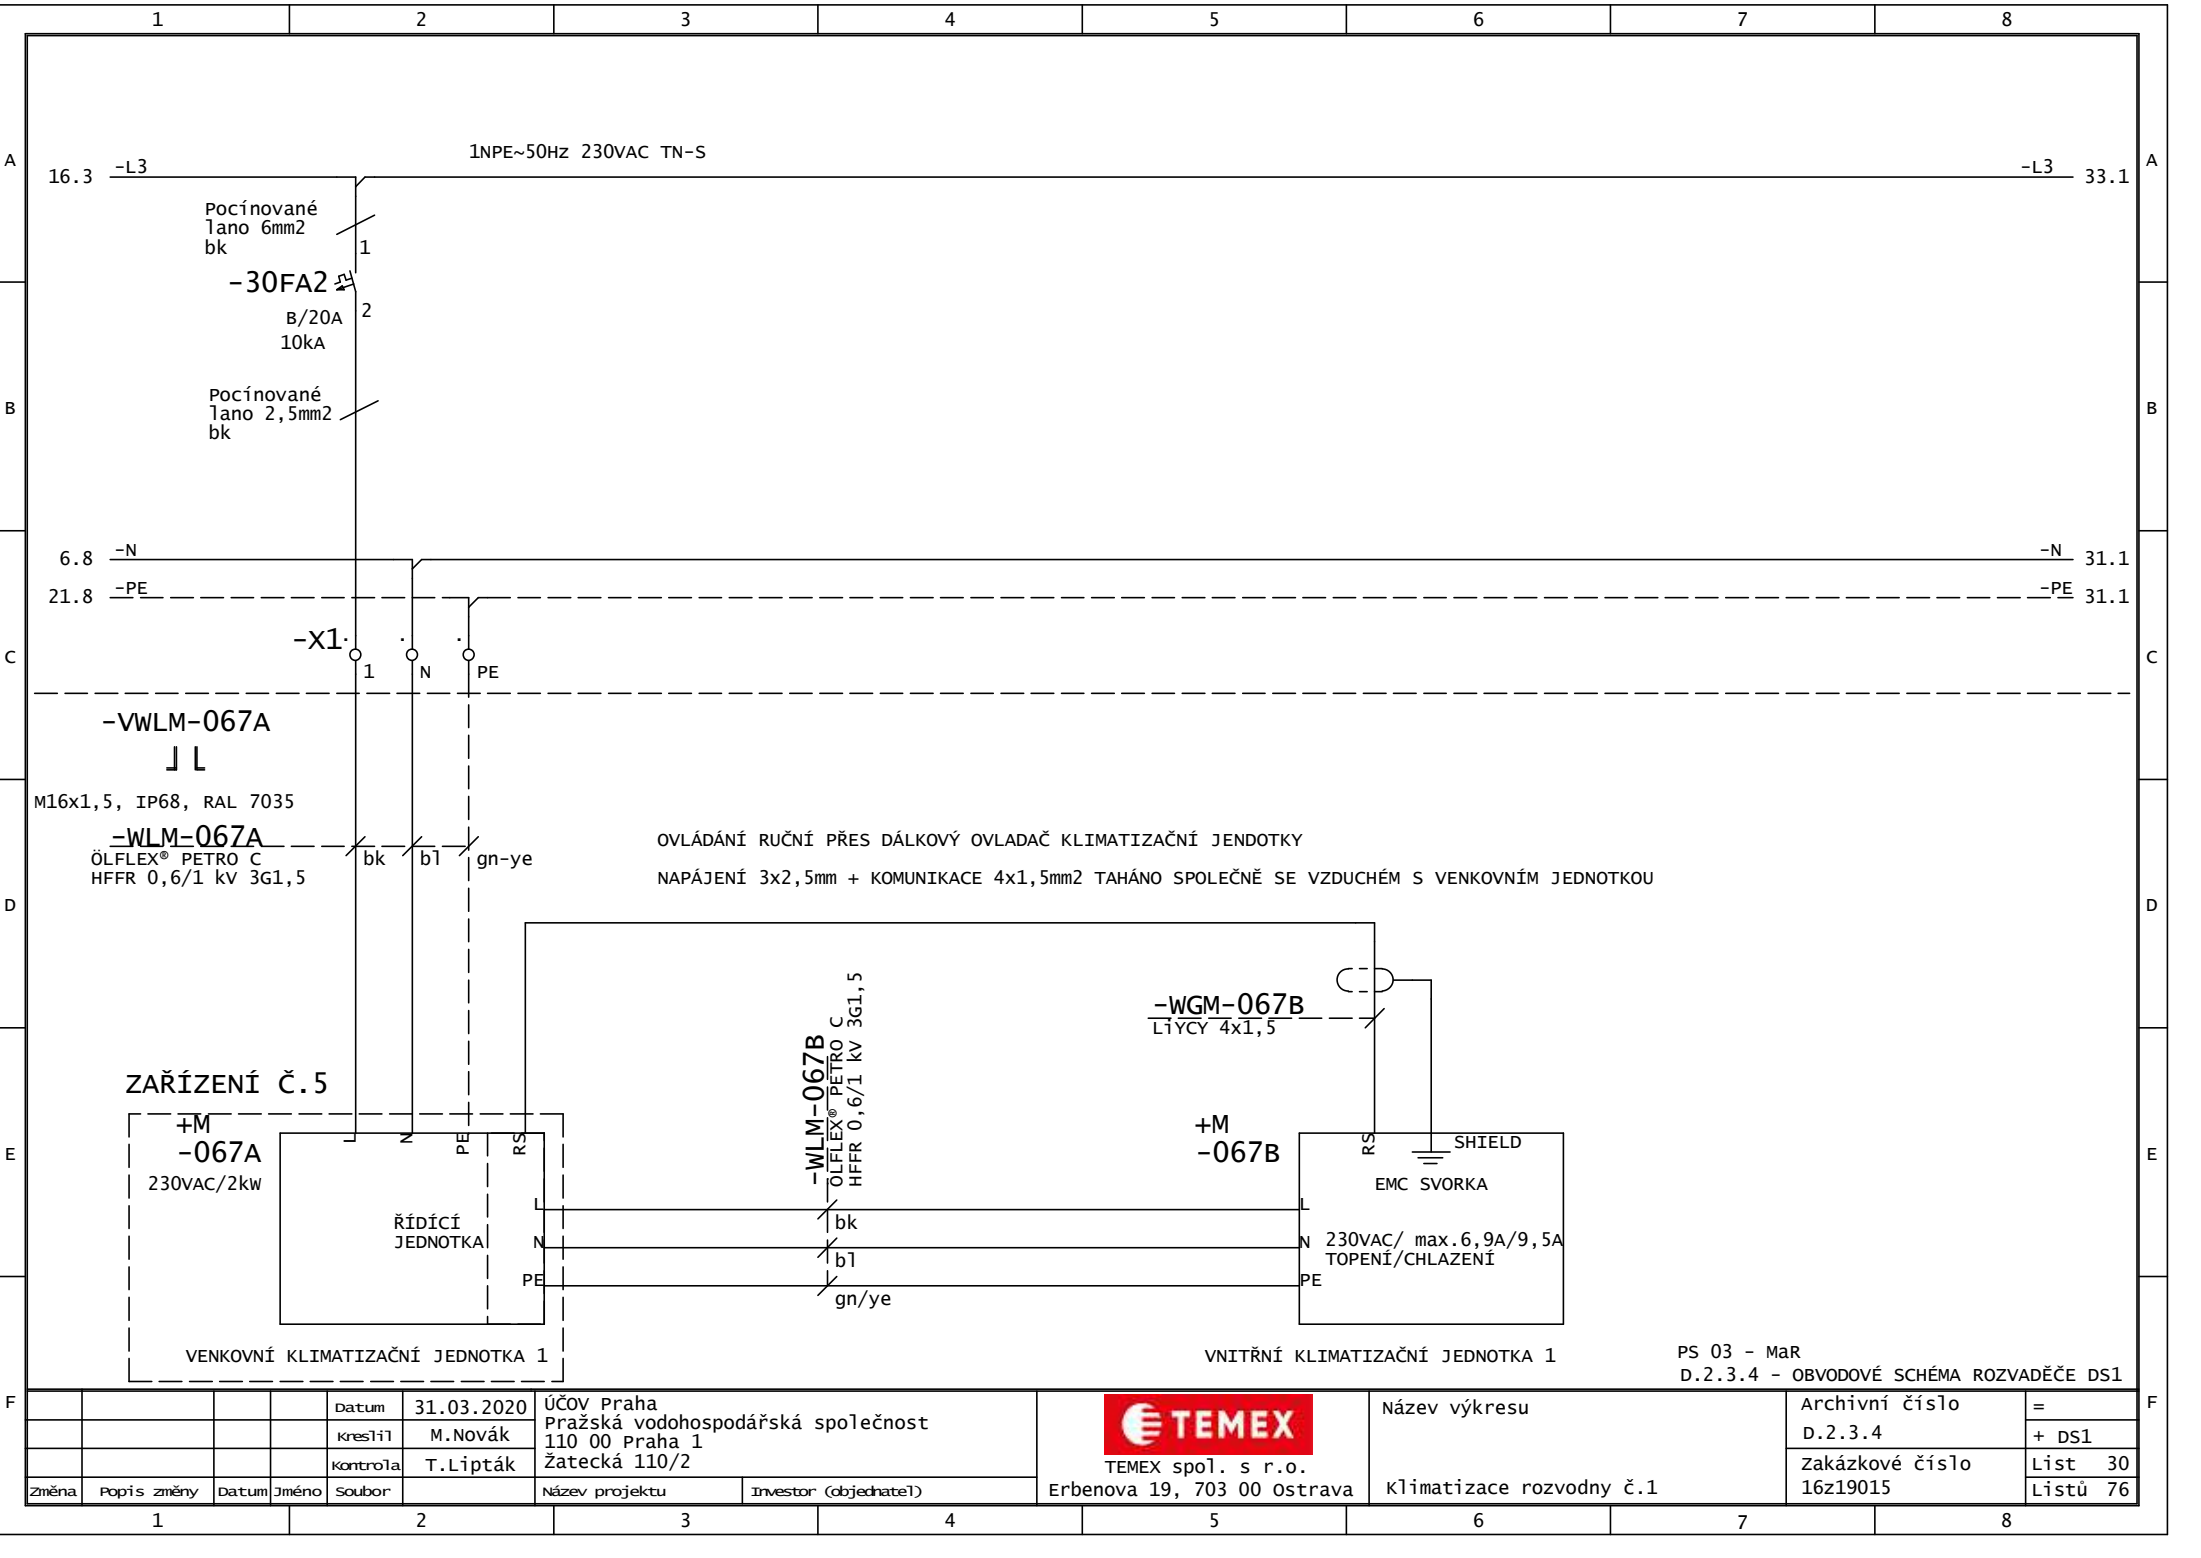 1 2 3 4 5 6 7 8
A
A
1NPE~50Hz 230VAC TN-S
16.3 -L3
-L3 33.1
Pocínované
lano 6mm2
bk
1
-30FA2
2
B/20A
10kA
Pocínované
lano 2,5mm2
bk
B
B
6.8 -N
-N 31.1
21.8 -PE
-PE 31.1
-X1
1 N PE
C
C
-VWLM-067A
M16x1,5, IP68, RAL 7035
-WLM-067A
ÖLFLEX® PETRO C
HFFR 0,6/1 kV 3G1,5
bk bl gn-ye
OVLÁDÁNÍ RUČNÍ PŘES DÁLKOVÝ OVLADAČ KLIMATIZAČNÍ JENDOTKY
NAPÁJENÍ 3x2,5mm + KOMUNIKACE 4x1,5mm2 TAHÁNO SPOLEČNĚ SE VZDUCHÉM S VENKOVNÍM JEDNOTKOU
D
D
-WLM-067B
ÖLFLEX® PETRO C
HFFR 0,6/1 kV 3G1,5
-WGM-067B
LiYCY 4x1,5
ZAŘÍZENÍ Č.5
+M
-067A
230VAC/2kW
L N PE RS
ŘÍDÍCÍ
JEDNOTKA
L
N
PE
bk
bl
gn/ye
+M
-067B
RS
SHIELD
EMC SVORKA
L
N
PE
230VAC/ max.6,9A/9,5A
TOPENÍ/CHLAZENÍ
E
E
VENKOVNÍ KLIMATIZAČNÍ JEDNOTKA 1
VNITŘNÍ KLIMATIZAČNÍ JEDNOTKA 1
PS 03 - MaR
D.2.3.4 - OBVODOVÉ SCHÉMA ROZVADĚČE DS1
F
F
Datum 31.03.2020
Kreslil M.Novák
Kontrola T.Lipták
Změna Popis změny Datum Jméno Soubor
ÚČOV Praha
Pražská vodohospodářská společnost
110 00 Praha 1
Žatecká 110/2
Název projektu Investor (objednatel)
TEMEX
TEMEX spol. s r.o.
Erbenova 19, 703 00 Ostrava
Název výkresu
Klimatizace rozvodny č.1
Archivní číslo
D.2.3.4
Zakázkové číslo
16z19015
=
+ DS1
List 30
Listů 76
1 2 3 4 5 6 7 8